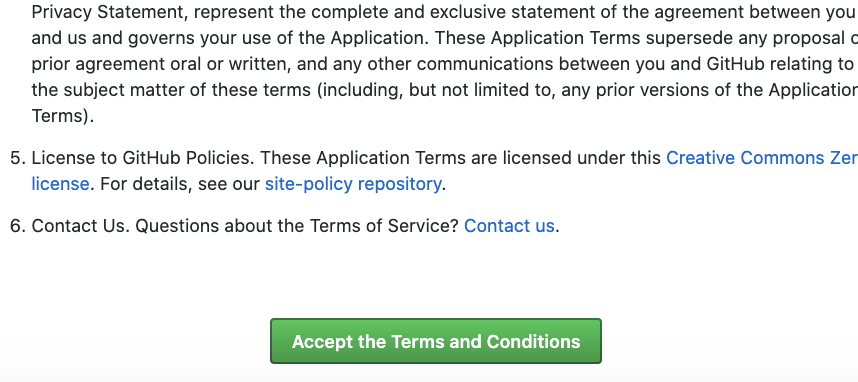 Privacy Statement, represent the complete and exclusive statement of the agreement between you
and us and governs your use of the Application. These Application Terms supersede any proposal
prior agreement oral or written, and any other communications between you and GitHub relating to
the subject matter of these terms (including, but not limited to, any prior versions of the Application
Terms).
5. License to GitHub Policies. These Application Terms are licensed under this Creative Commons
license. For details, see our site-policy repository.
6. Contact Us. Questions about the Terms of Service? Contact us.
Accept the Terms and Conditions